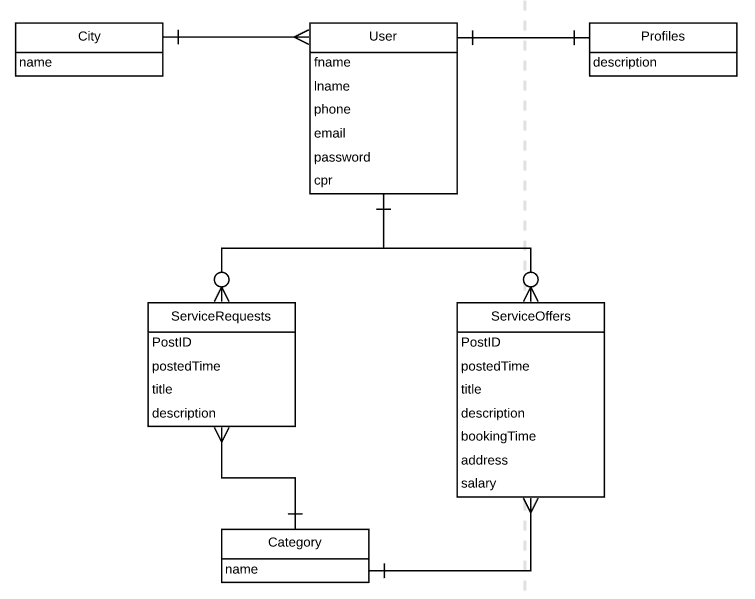 City
name
User
fname
lname
phone
email
password
cpr
Profiles
description
ServiceRequests
PostID
postedTime
title
description
ServiceOffers
PostID
postedTime
title
description
bookingTime
address
salary
Category
name